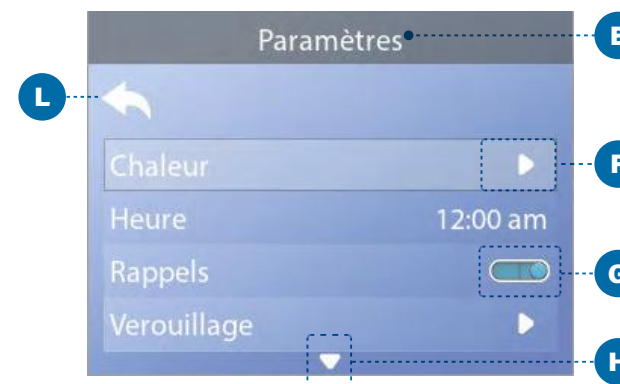 Paramètres
E
L
Chaleur
F
Heure 12:00 am
Rappels
G
Verouillage
H